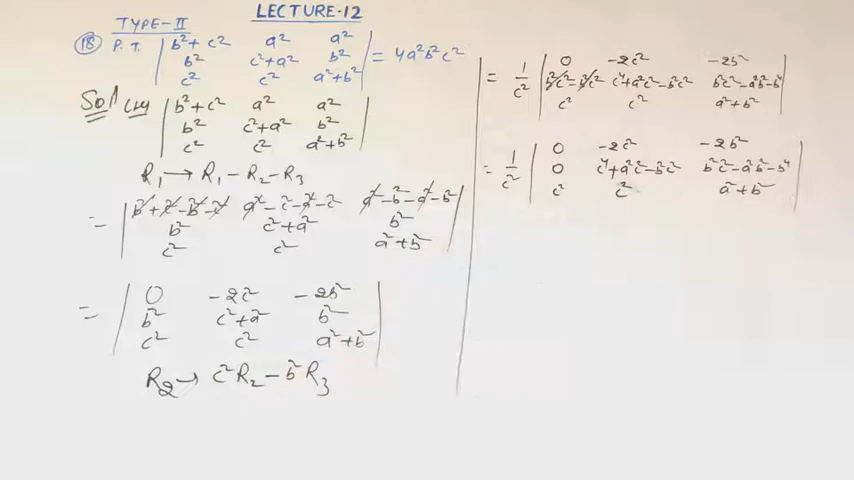 LECTURE-12
TYPE-II
(18) P.T. | b²+c² a² a² |
| b² c²+a² b² | = 4a²b²c²
| c² c² a²+b² |
Solⁿ
| b²+c² a² a² |
| b² c²+a² b² |
| c² c² a²+b² |
R₁ → R₁ - R₂ - R₃
= | b²+c²-b²-c² a²-c²-a²-c² a²-b²-a²-b² |
| b² c²+a² b² |
| c² c² a²+b² |
= | 0 -2c² -2b² |
| b² c²+a² b² |
| c² c² a²+b² |
R₂ → c²R₂ - b²R₃
= 1/c² | 0 -2c² -2b² |
| b²c²-b²c² c⁴+a²c²-b²c² b²c²-a²b²-b⁴ |
| c² c² a²+b² |
= 1/c² | 0 -2c² -2b² |
| 0 c⁴+a²c²-b²c² b²c²-a²b²-b⁴ |
| c² c² a²+b² |